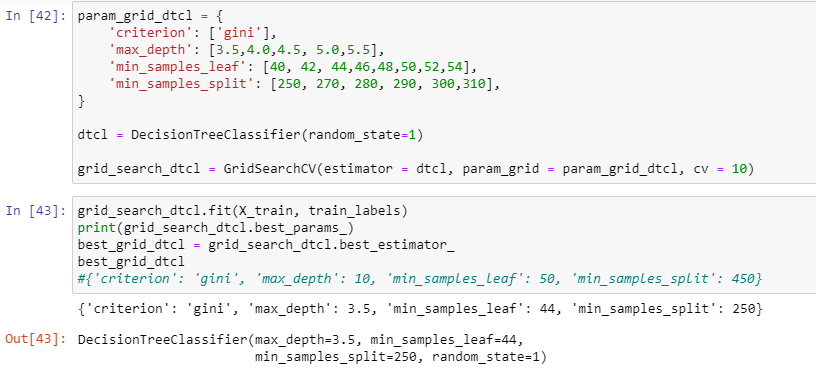 In [42]: param_grid_dtcl = {
    'criterion': ['gini'],
    'max_depth': [3.5,4.0,4.5, 5.0,5.5],
    'min_samples_leaf': [40, 42, 44,46,48,50,52,54],
    'min_samples_split': [250, 270, 280, 290, 300,310],
}
dtcl = DecisionTreeClassifier(random_state=1)
grid_search_dtcl = GridSearchCV(estimator = dtcl, param_grid = param_grid_dtcl, cv = 10)
In [43]: grid_search_dtcl.fit(X_train, train_labels)
print(grid_search_dtcl.best_params_)
best_grid_dtcl = grid_search_dtcl.best_estimator_
best_grid_dtcl
#{'criterion': 'gini', 'max_depth': 10, 'min_samples_leaf': 50, 'min_samples_split': 450}
{'criterion': 'gini', 'max_depth': 3.5, 'min_samples_leaf': 44, 'min_samples_split': 250}
Out[43]: DecisionTreeClassifier(max_depth=3.5, min_samples_leaf=44,
min_samples_split=250, random_state=1)